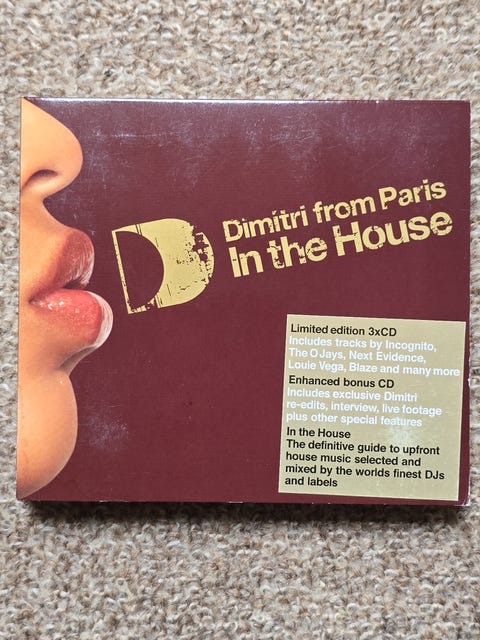 Dimitri from Paris
In the House
Limited edition 3xCD
Includes tracks by Incognito,
The OJays, Next Evidence,
Louie Vega, Blaze and many more
Enhanced bonus CD
Includes exclusive Dimitri
re-edits, interview, live footage
plus other special features
In the House
The definitive guide to upfront
house music selected and
mixed by the worlds finest DJs
and labels